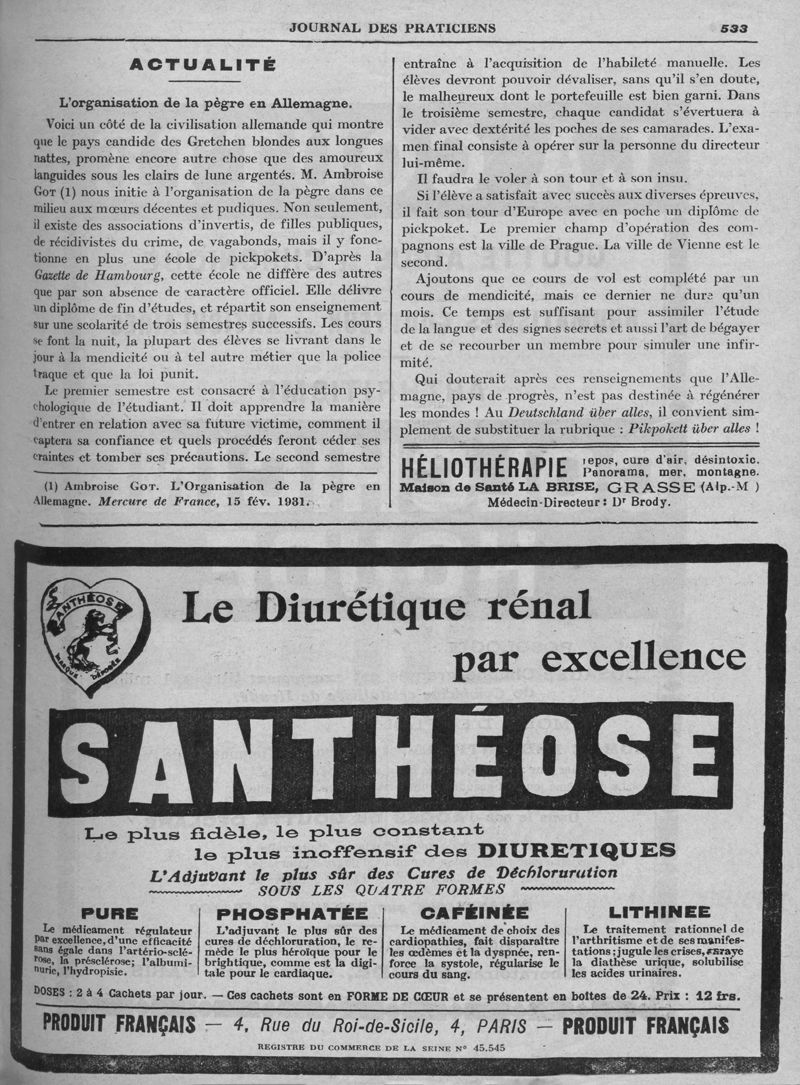 JOURNAL DES PRATICIENS 533
ACTUALITÉ
L'organisation de la pègre en Allemagne.
Voici un côté de la civilisation allemande qui montre
que le pays candide des Gretchen blondes aux longues
nattes, promène encore autre chose que des amoureux
languides sous les clairs de lune argentés. M. Ambroise
GOT (1) nous initie à l'organisation de la pègre dans ce
milieu aux mœurs décentes et pudiques. Non seulement,
il existe des associations d'invertis, de filles publiques,
de récidivistes du crime, de vagabonds, mais il y fonc-
tionne en plus une école de pickpokets. D'après la
Gazette de Hambourg, cette école ne diffère des autres
que par son absence de caractère officiel. Elle délivre
un diplôme de fin d'études, et répartit son enseignement
sur une scolarité de trois semestres successifs. Les cours
se font la nuit, la plupart des élèves se livrant dans le
jour à la mendicité ou à tel autre métier que la police
traque et que la loi punit.
Le premier semestre est consacré à l'éducation psy-
chologique de l'étudiant. Il doit apprendre la manière
d'entrer en relation avec sa future victime, comment il
captera sa confiance et quels procédés feront céder ses
craintes et tomber ses précautions. Le second semestre
(1) Ambroise GOT. L'Organisation de la pègre en
Allemagne. Mercure de France, 15 fév. 1931.
entraîne à l'acquisition de l'habileté manuelle. Les
élèves devront pouvoir dévaliser, sans qu'il s'en doute,
le malheureux dont le portefeuille est bien garni. Dans
le troisième semestre, chaque candidat s'évertuera à
vider avec dextérité les poches de ses camarades. L'exa-
men final consiste à opérer sur la personne du directeur
lui-même.
Il faudra le voler à son tour et à son insu.
Si l'élève a satisfait avec succès aux diverses épreuves,
il fait son tour d'Europe avec en poche un diplôme de
pickpoket. Le premier champ d'opération des com-
pagnons est la ville de Prague. La ville de Vienne est le
second.
Ajoutons que ce cours de vol est complété par un
cours de mendicité, mais ce dernier ne dure qu'un
mois. Ce temps est suffisant pour assimiler l'étude
de la langue et des signes secrets et aussi l'art de bégayer
et de se recourber un membre pour simuler une infir-
mité.
Qui douterait après ces renseignements que l'Alle-
magne, pays de progrès, n'est pas destinée à régénérer
les mondes ! Au Deutschland über alles, il convient sim-
plement de substituer la rubrique : Pikpokett über alles !
HÉLIOTHÉRAPIE repos, cure d'air, désintoxic.
Panorama, mer, montagne.
Maison de Santé LA BRISE, GRASSE (Alp.-M )
Médecin-Directeur: Dr Brody.
SANTHÉOSE
MARQUE DÉPOSÉE
Le Diurétique rénal
par excellence
SANTHÉOSE
Le plus fidèle, le plus constant
le plus inoffensif des DIURETIQUES
L'Adjuvant le plus sûr des Cures de Déchloruration
SOUS LES QUATRE FORMES
PURE
Le médicament régulateur
par excellence, d'une efficacité
sans égale dans l'artério-sclé-
rose, la présclérose; l'albumi-
nurie, l'hydropisie.
PHOSPHATÉE
L'adjuvant le plus sûr des
cures de déchloruration, le re-
mède le plus héroïque pour le
brightique, comme est la digi-
tale pour le cardiaque.
CAFÉINÉE
Le médicament de choix des
cardiopathies, fait disparaître
les œdèmes et la dyspnée, ren-
force la systole, régularise le
cours du sang.
LITHINEE
Le traitement rationnel de
l'arthritisme et de ses manifes-
tations; jugule les crises, enraye
la diathèse urique, solubilise
les acides urinaires.
DOSES : 2 à 4 Cachets par jour. — Ces cachets sont en FORME DE CŒUR et se présentent en boîtes de 24. Prix : 12 frs.
PRODUIT FRANÇAIS — 4, Rue du Roi-de-Sicile, 4, PARIS — PRODUIT FRANÇAIS
REGISTRE DU COMMERCE DE LA SEINE N° 45.545